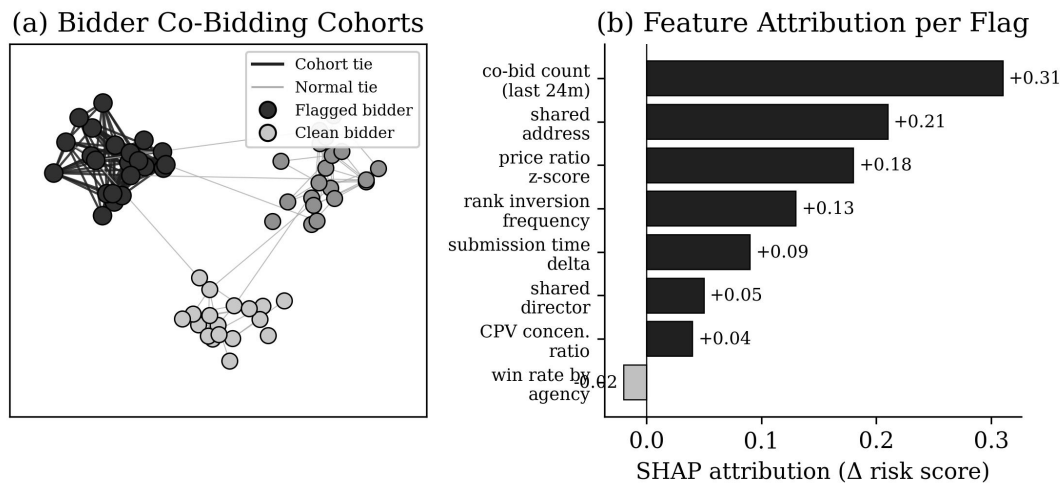 (a) Bidder Co-Bidding Cohorts
Cohort tie
Normal tie
Flagged bidder
Clean bidder
(b) Feature Attribution per Flag
co-bid count
(last 24m)
+0.31
shared
address
+0.21
price ratio
z-score
+0.18
rank inversion
frequency
+0.13
submission time
delta
+0.09
shared
director
+0.05
CPV concen.
ratio
+0.04
win rate by
agency
-0.02
0.0 0.1 0.2 0.3
SHAP attribution (Δ risk score)